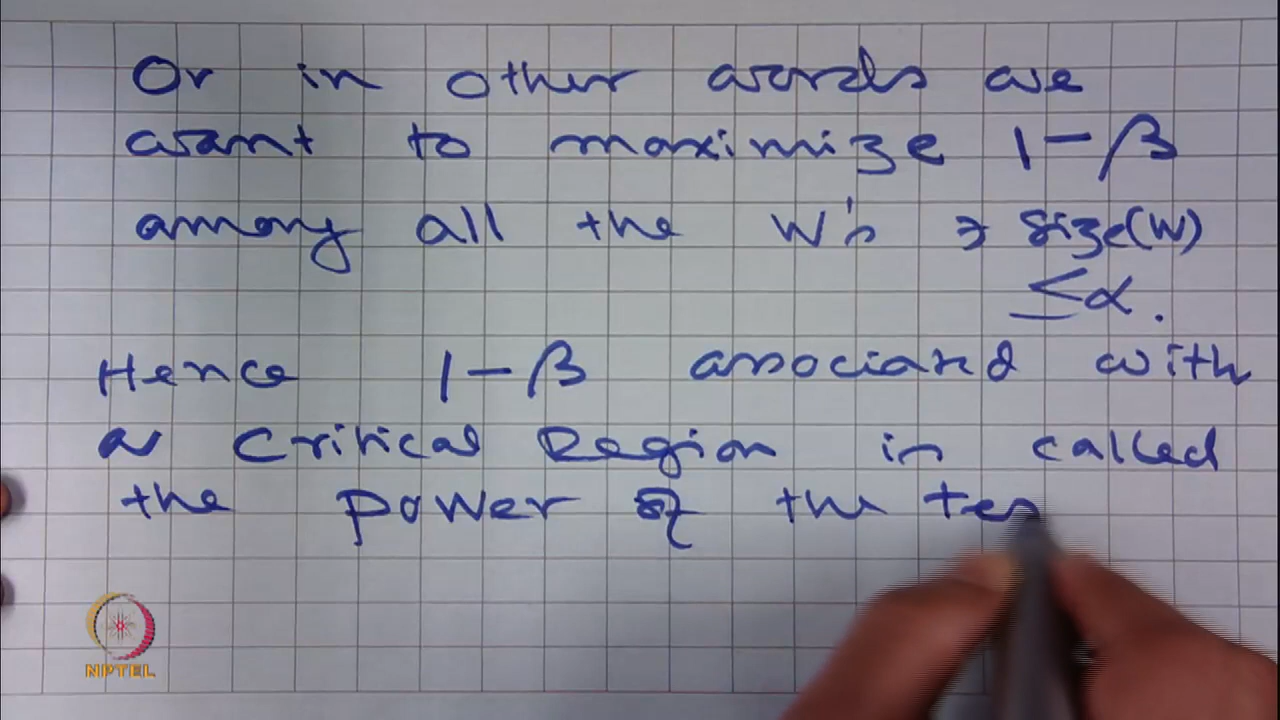 Or in other words we
want to maximize 1-β
among all the W's ∋ size(W)
≤α.
Hence 1-β associated with
a Critical Region is called
the power of the tes
NPTEL